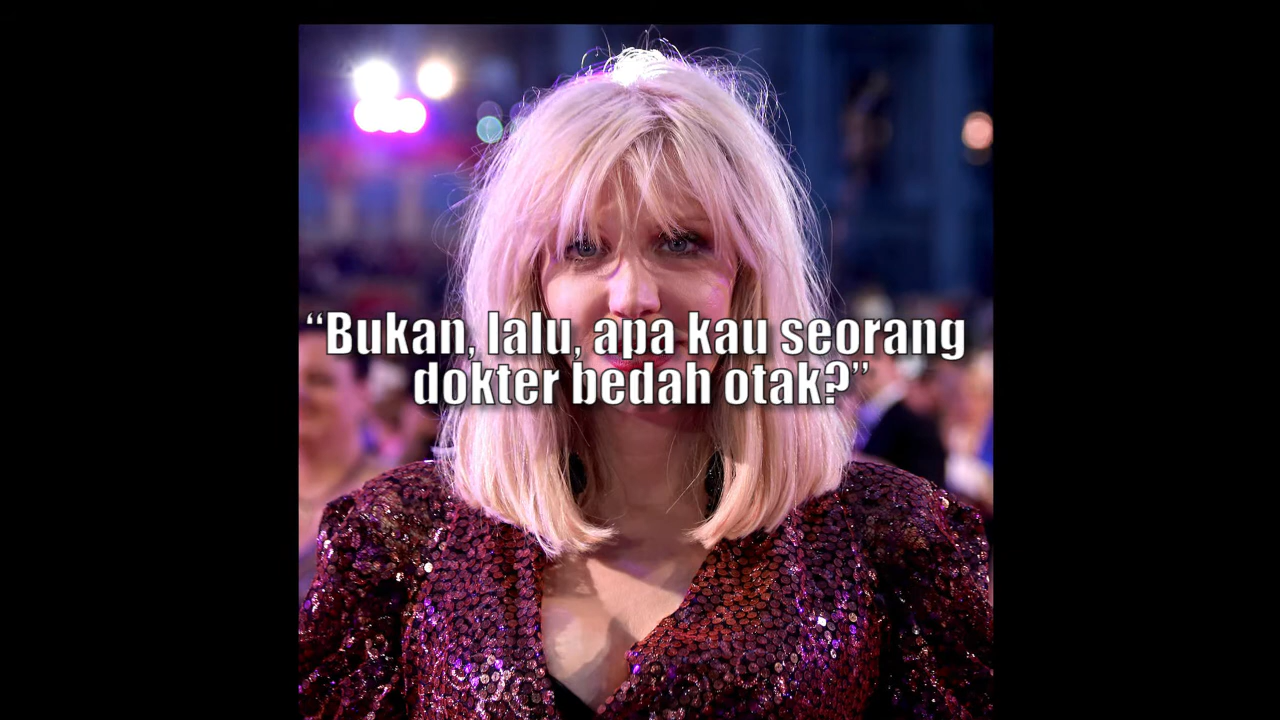 “Bukan, lalu, apa kau seorang
dokter bedah otak?”